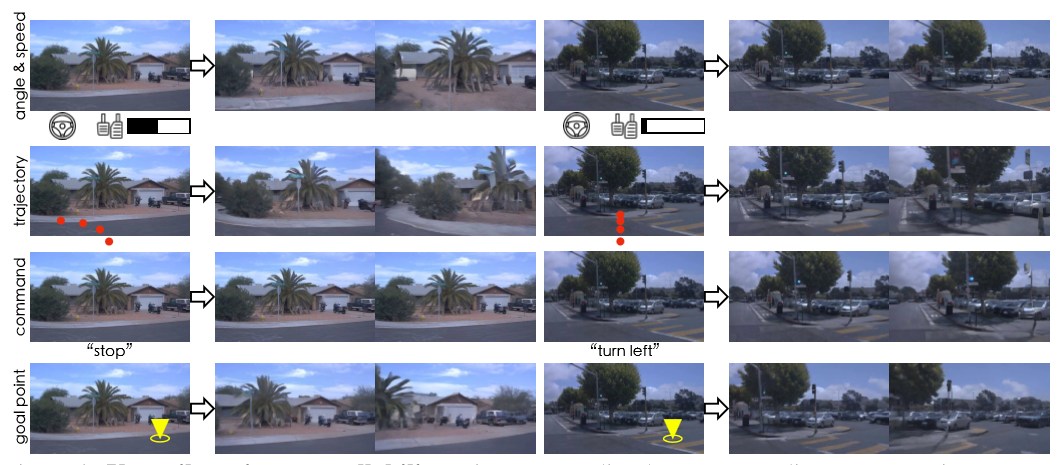 angle & speed
trajectory
command
"stop"
"turn left"
goal point